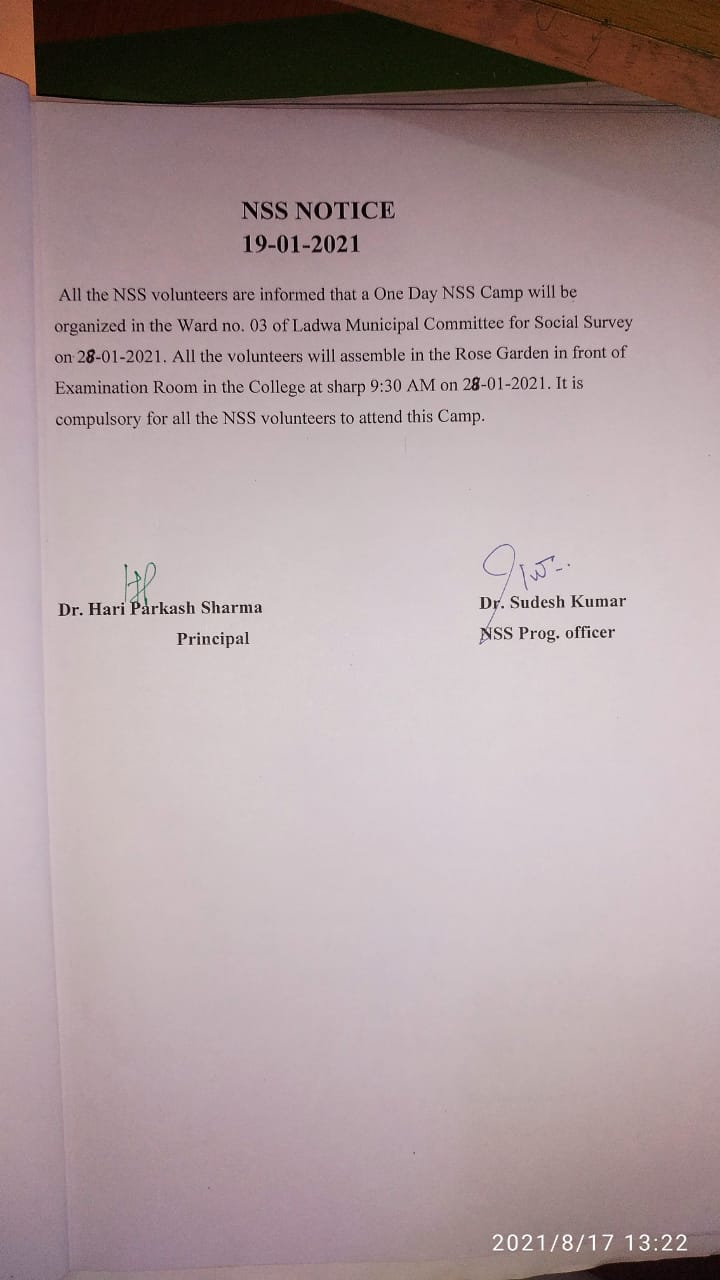 NSS NOTICE
19-01-2021
All the NSS volunteers are informed that a One Day NSS Camp will be
organized in the Ward no. 03 of Ladwa Municipal Committee for Social Survey
on 28-01-2021. All the volunteers will assemble in the Rose Garden in front of
Examination Room in the College at sharp 9:30 AM on 28-01-2021. It is
compulsory for all the NSS volunteers to attend this Camp.
Dr. Hari Parkash Sharma
Principal
Dr. Sudesh Kumar
NSS Prog. officer
2021/8/17 13:22